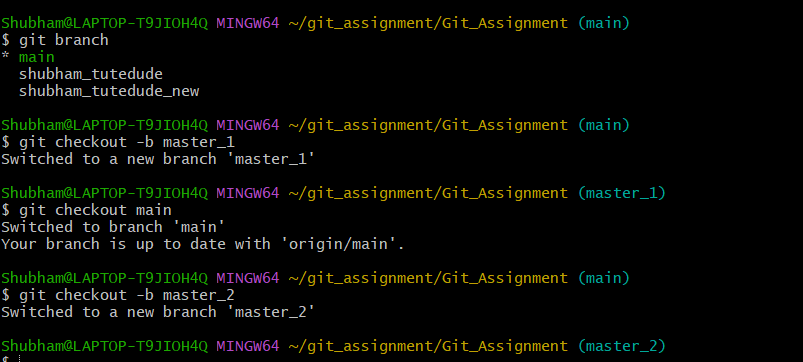 Shubham@LAPTOP-T9JIOH4Q MINGW64 ~/git_assignment/Git_Assignment (main)
$ git branch
* main
  shubham_tutedude
  shubham_tutedude_new
Shubham@LAPTOP-T9JIOH4Q MINGW64 ~/git_assignment/Git_Assignment (main)
$ git checkout -b master_1
Switched to a new branch 'master_1'
Shubham@LAPTOP-T9JIOH4Q MINGW64 ~/git_assignment/Git_Assignment (master_1)
$ git checkout main
Switched to branch 'main'
Your branch is up to date with 'origin/main'.
Shubham@LAPTOP-T9JIOH4Q MINGW64 ~/git_assignment/Git_Assignment (main)
$ git checkout -b master_2
Switched to a new branch 'master_2'
Shubham@LAPTOP-T9JIOH4Q MINGW64 ~/git_assignment/Git_Assignment (master_2)
$